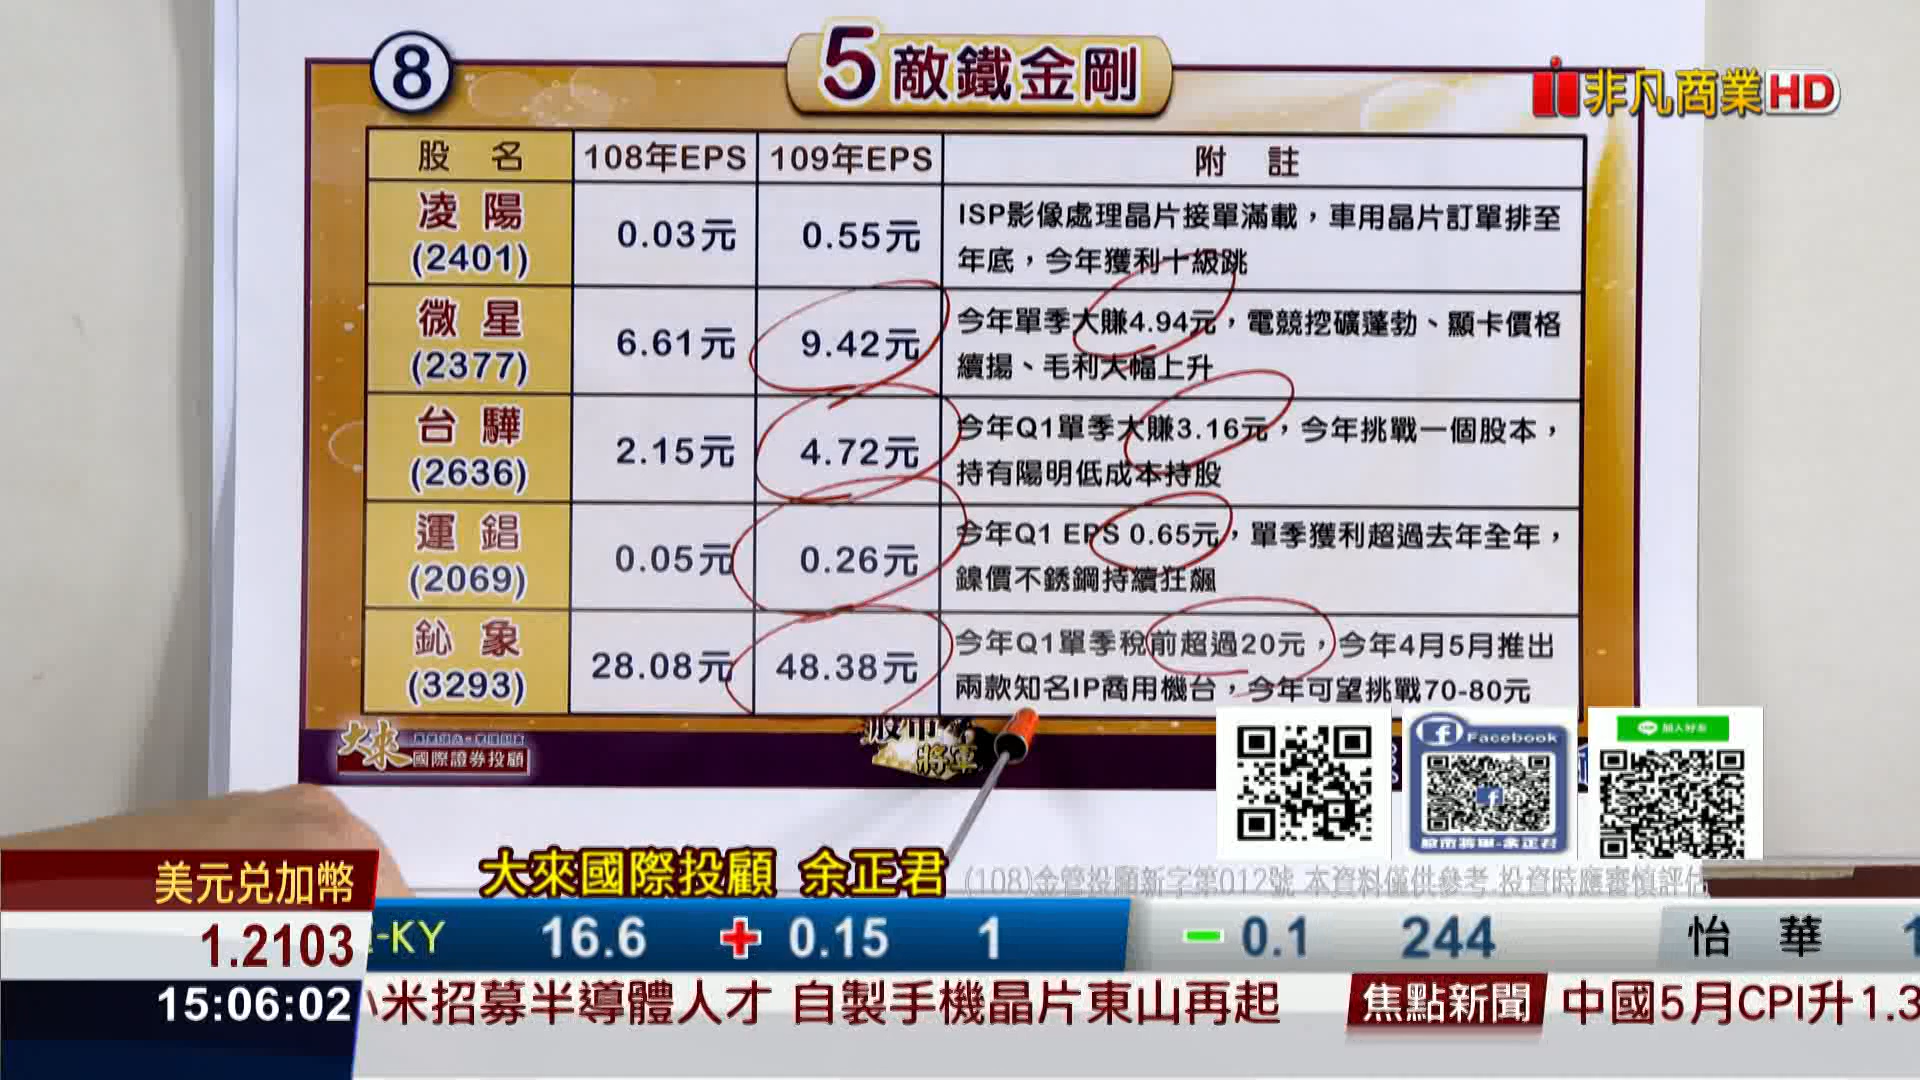 8
5敵鐵金剛
非凡商業HD
股名 108年EPS 109年EPS 附註
凌陽 (2401) 0.03元 0.55元 ISP影像處理晶片接單滿載，車用晶片訂單排至
年底，今年獲利十級跳
微星 (2377) 6.61元 9.42元 今年單季大賺4.94元，電競挖礦蓬勃、顯卡價格
續揚、毛利大幅上升
台驊 (2636) 2.15元 4.72元 今年Q1單季大賺3.16元，今年挑戰一個股本，
持有陽明低成本持股
運錩 (2069) 0.05元 0.26元 今年Q1 EPS 0.65元，單季獲利超過去年全年，
鎳價不銹鋼持續狂飆
鈊象 (3293) 28.08元 48.38元 今年Q1單季稅前超過20元，今年4月5月推出
兩款知名IP商用機台，今年可望挑戰70-80元
大來
國際證券投顧
股市
將軍
Facebook
股市將軍-余正君
加入好友
美元兌加幣
大來國際投顧 余正君
(108)金管投顧新字第012號 本資料僅供參考 投資時應審慎評估
1.2103
-KY 16.6 + 0.15 1 - 0.1 244 怡華 1
15:06:02
米招募半導體人才 自製手機晶片東山再起 焦點新聞 中國5月CPI升1.3